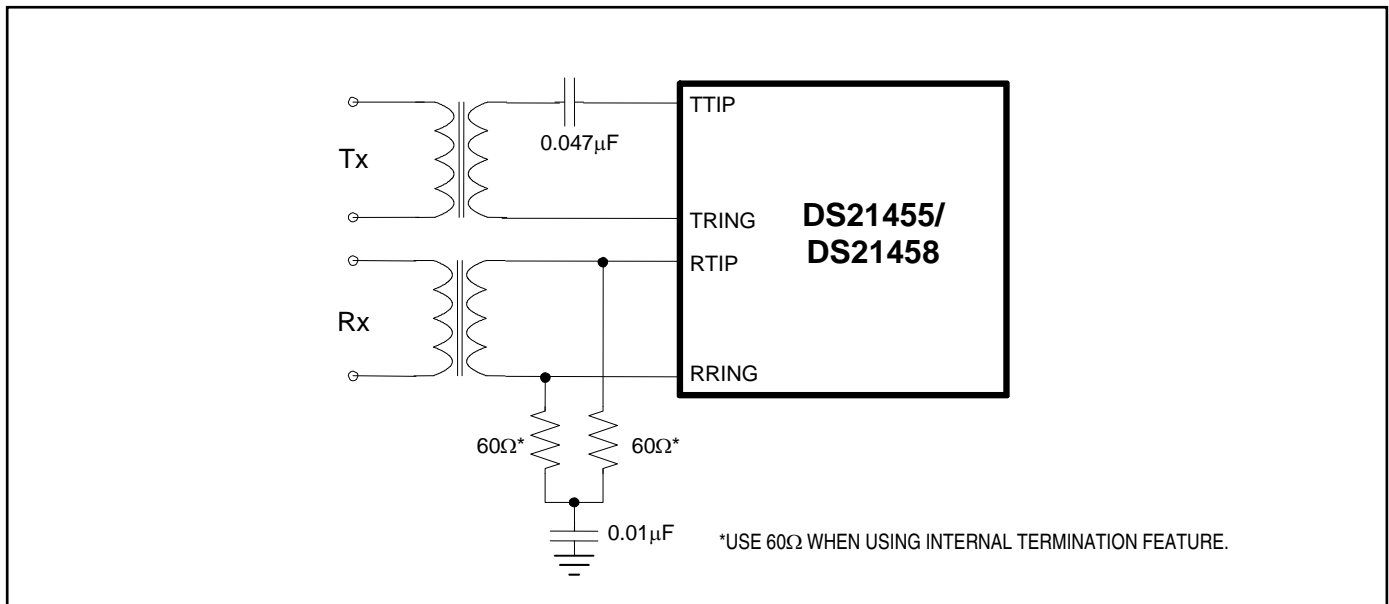 TTIP
0.047μF
Tx
TRING
DS21455/
DS21458
RTIP
Rx
RRING
60Ω*
60Ω*
0.01μF
*USE 60Ω WHEN USING INTERNAL TERMINATION FEATURE.